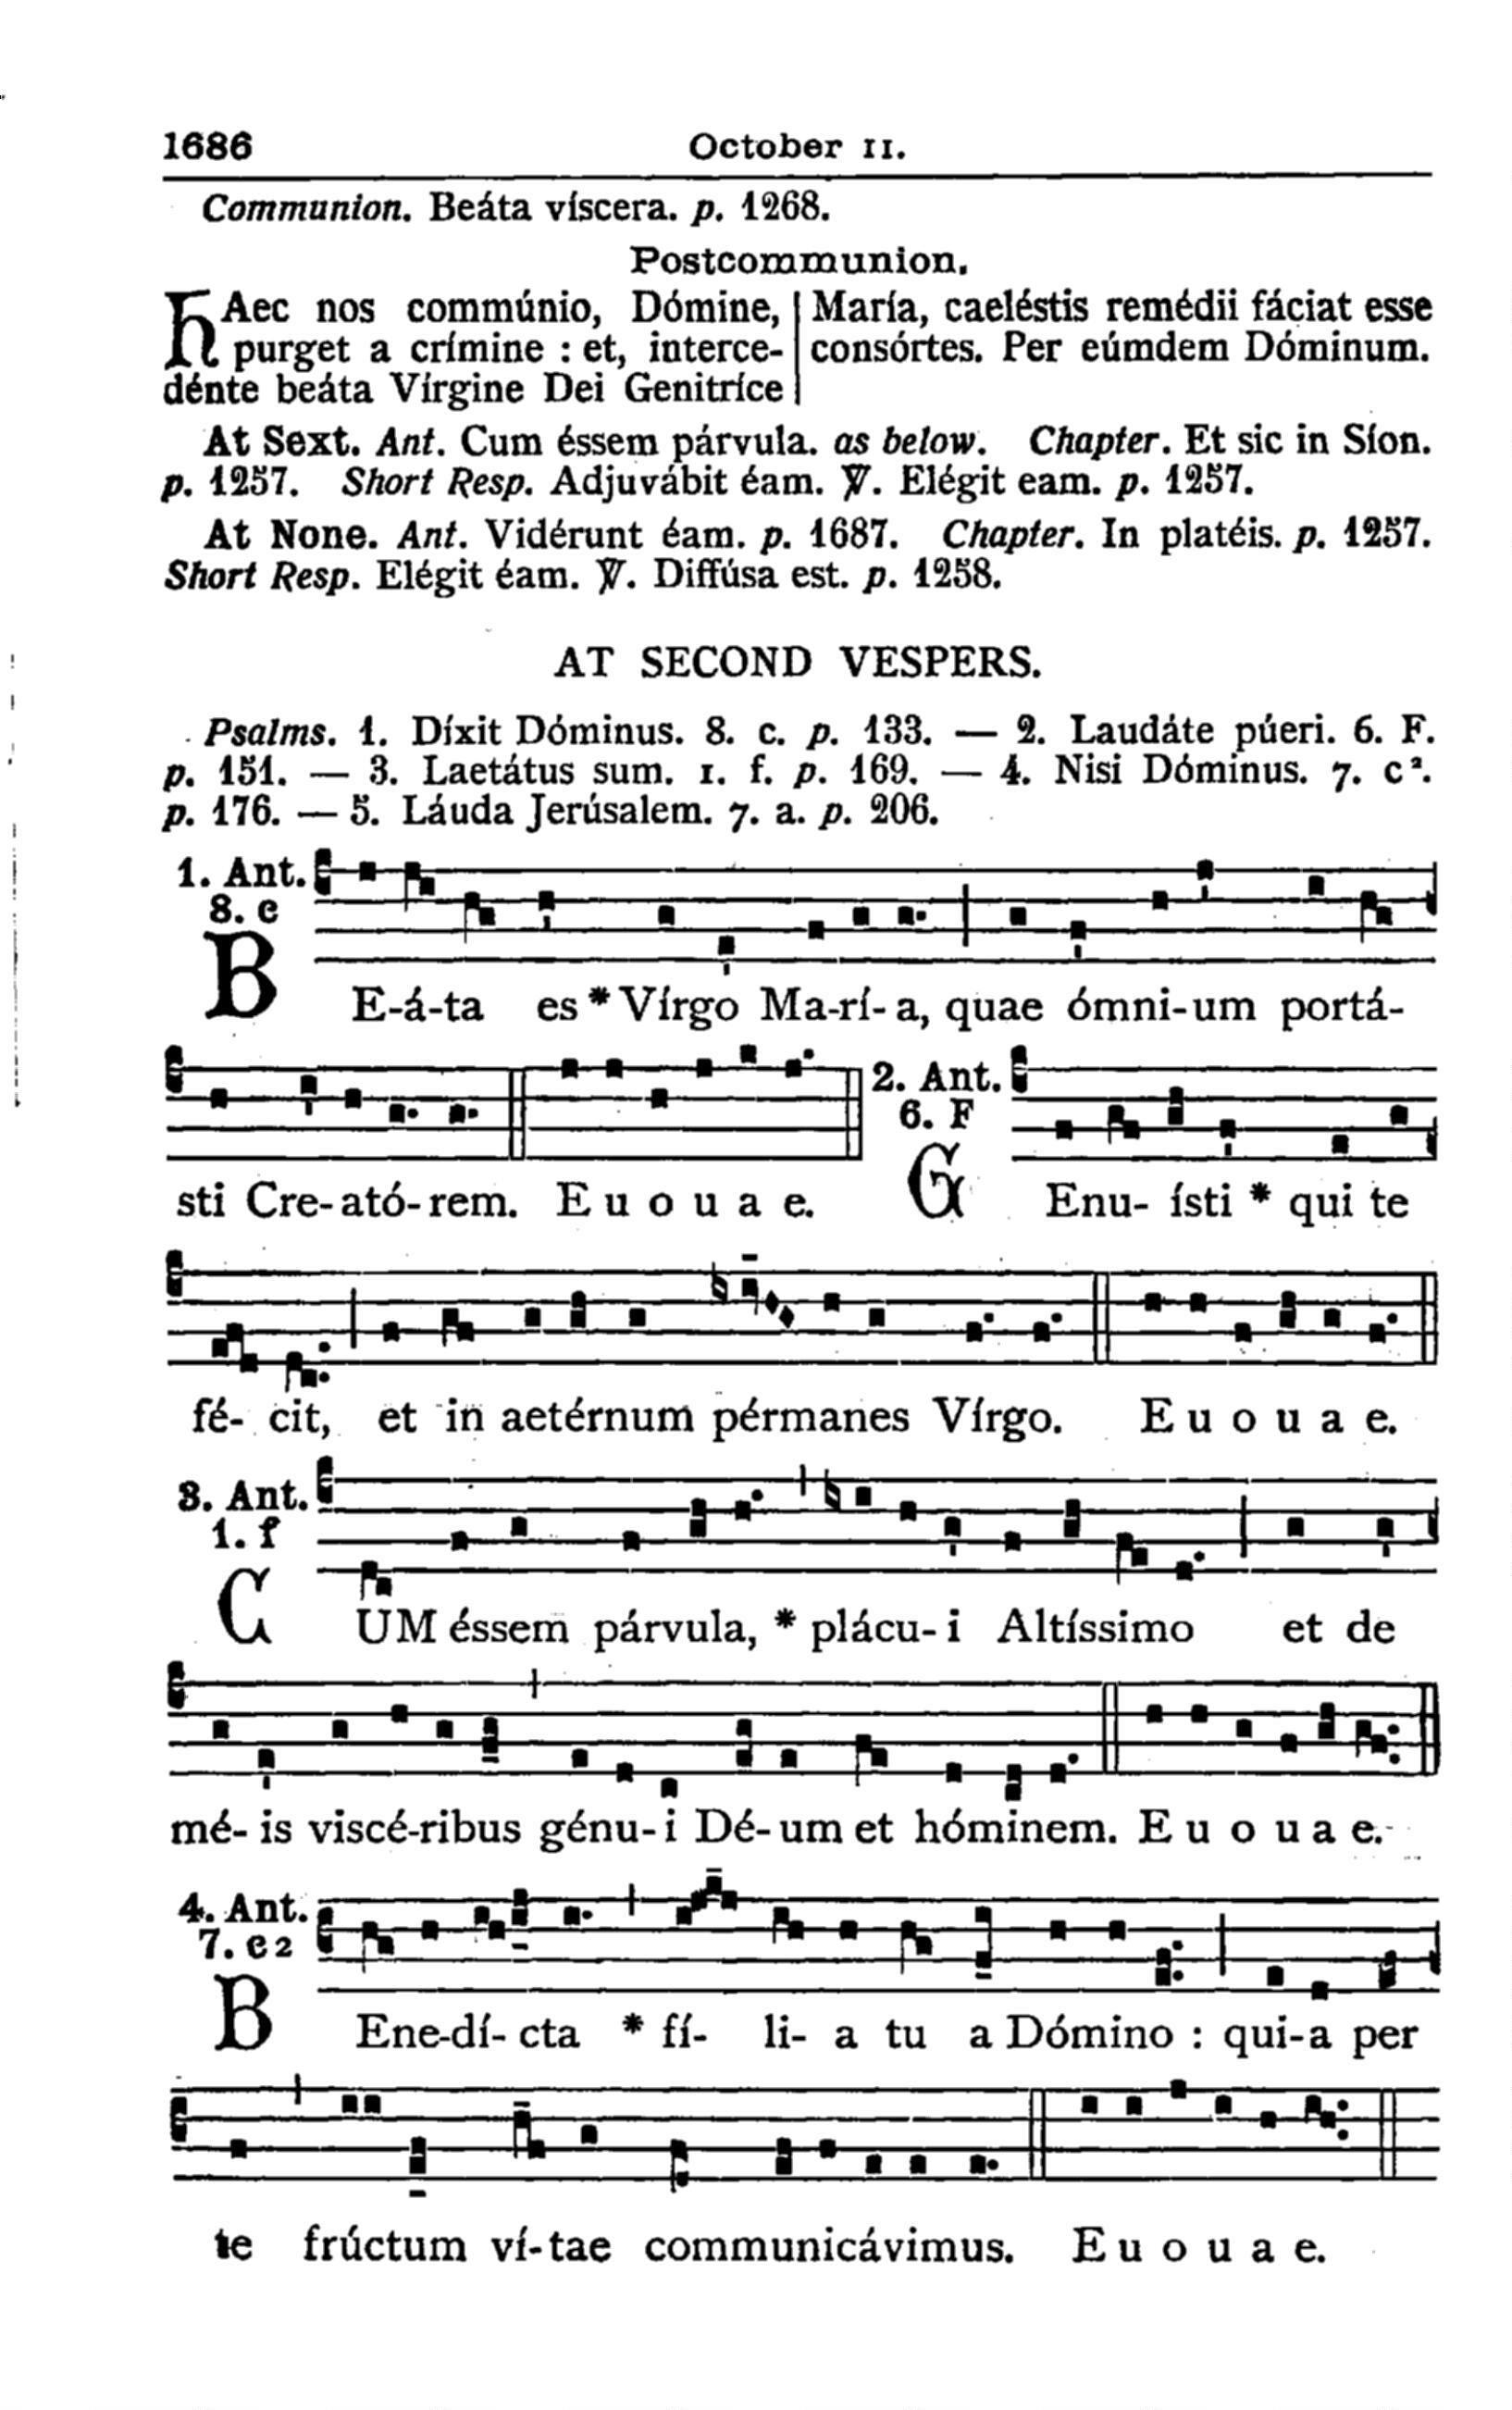 1686 October 11.
Communion. Beáta víscera. p. 1268.
Postcommunion.
HAec nos commúnio, Dómine,
purget a crímine : et, interce-
dénte beáta Vírgine Dei Genitríce
María, caeléstis remédii fáciat esse
consórtes. Per eúmdem Dóminum.
At Sext. Ant. Cum éssem párvula. as below. Chapter. Et sic in Síon.
p. 1257. Short Resp. Adjuvábit éam. ℣. Elégit eam. p. 1257.
At None. Ant. Vidérunt éam. p. 1687. Chapter. In platéis. p. 1257.
Short Resp. Elégit éam. ℣. Diffúsa est. p. 1258.
AT SECOND VESPERS.
Psalms. 1. Díxit Dóminus. 8. c. p. 133. — 2. Laudáte púeri. 6. F.
p. 151. — 3. Laetátus sum. 1. f. p. 169. — 4. Nisi Dóminus. 7. c².
p. 176. — 5. Láuda Jerúsalem. 7. a. p. 206.
1. Ant.
8. c
BE-á-ta es * Vírgo Ma-rí- a, quae ómni-um portá-
sti Cre-ató-rem. E u o u a e.
2. Ant.
6. F
GEnu- ísti * qui te
fé- cit, et in aetérnum pérmanes Vírgo. E u o u a e.
3. Ant.
1. f
CUM éssem párvula, * plácu- i Altíssimo et de
mé- is viscé-ribus génu- i Dé- um et hóminem. E u o u a e.
4. Ant.
7. c 2
BEne-dí- cta * fí- li- a tu a Dómino : qui-a per
te frúctum ví-tae communicávimus. E u o u a e.